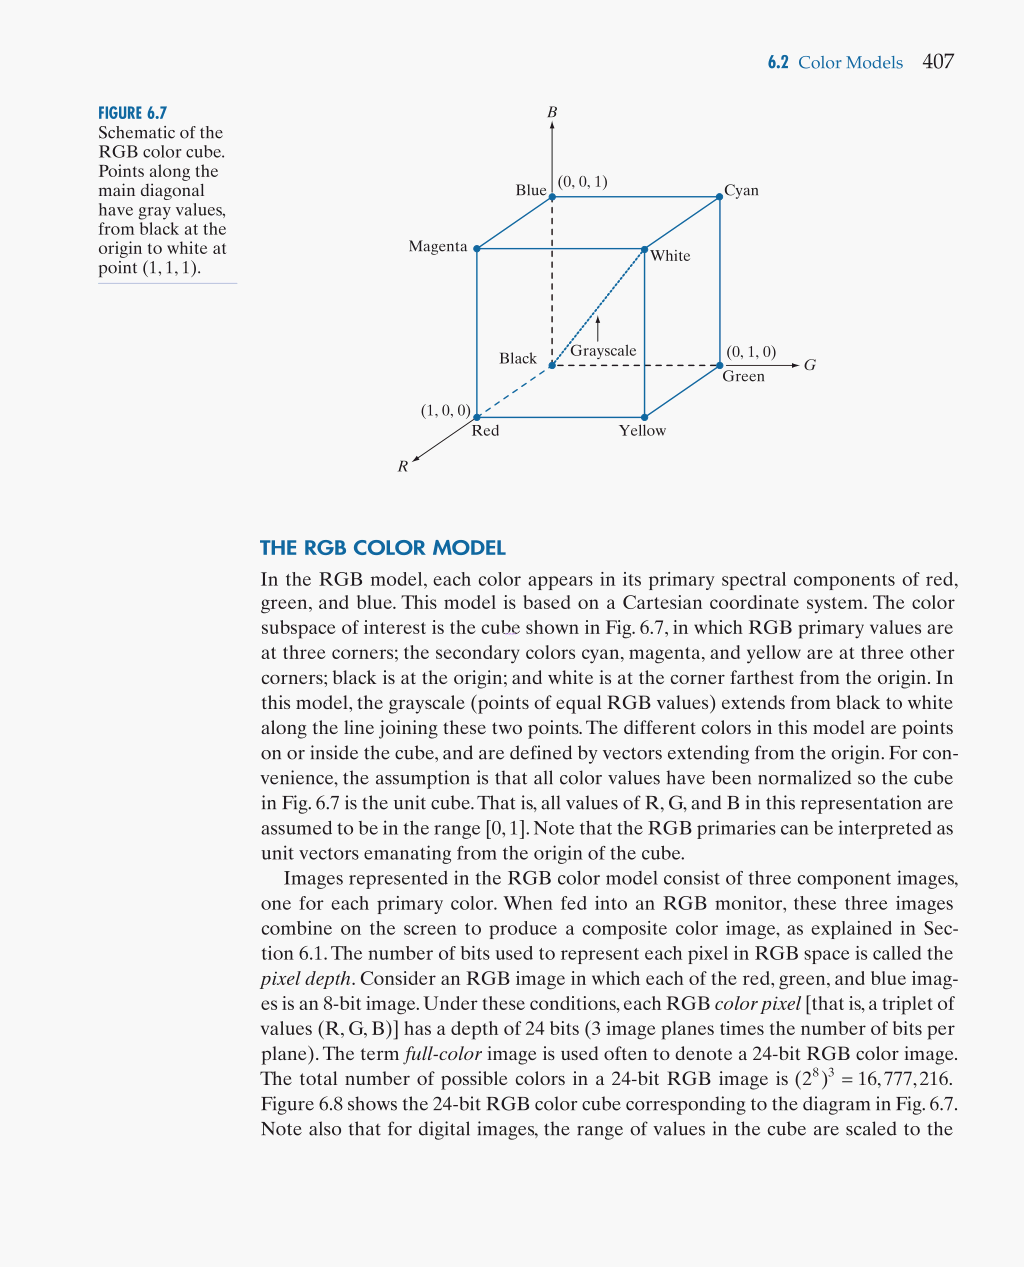 6.2 Color Models 407
FIGURE 6.7
Schematic of the
RGB color cube.
Points along the
main diagonal
have gray values,
from black at the
origin to white at
point (1, 1, 1).
B
(0, 0, 1)
Blue
Cyan
Magenta
White
Grayscale
Black
(0, 1, 0)
G
Green
(1, 0, 0)
Red
Yellow
R
THE RGB COLOR MODEL
In the RGB model, each color appears in its primary spectral components of red,
green, and blue. This model is based on a Cartesian coordinate system. The color
subspace of interest is the cube shown in Fig. 6.7, in which RGB primary values are
at three corners; the secondary colors cyan, magenta, and yellow are at three other
corners; black is at the origin; and white is at the corner farthest from the origin. In
this model, the grayscale (points of equal RGB values) extends from black to white
along the line joining these two points. The different colors in this model are points
on or inside the cube, and are defined by vectors extending from the origin. For con-
venience, the assumption is that all color values have been normalized so the cube
in Fig. 6.7 is the unit cube. That is, all values of R, G, and B in this representation are
assumed to be in the range [0, 1]. Note that the RGB primaries can be interpreted as
unit vectors emanating from the origin of the cube.
Images represented in the RGB color model consist of three component images,
one for each primary color. When fed into an RGB monitor, these three images
combine on the screen to produce a composite color image, as explained in Sec-
tion 6.1. The number of bits used to represent each pixel in RGB space is called the
pixel depth. Consider an RGB image in which each of the red, green, and blue imag-
es is an 8-bit image. Under these conditions, each RGB color pixel [that is, a triplet of
values (R, G, B)] has a depth of 24 bits (3 image planes times the number of bits per
plane). The term full-color image is used often to denote a 24-bit RGB color image.
The total number of possible colors in a 24-bit RGB image is (2⁸)³ = 16,777,216.
Figure 6.8 shows the 24-bit RGB color cube corresponding to the diagram in Fig. 6.7.
Note also that for digital images, the range of values in the cube are scaled to the